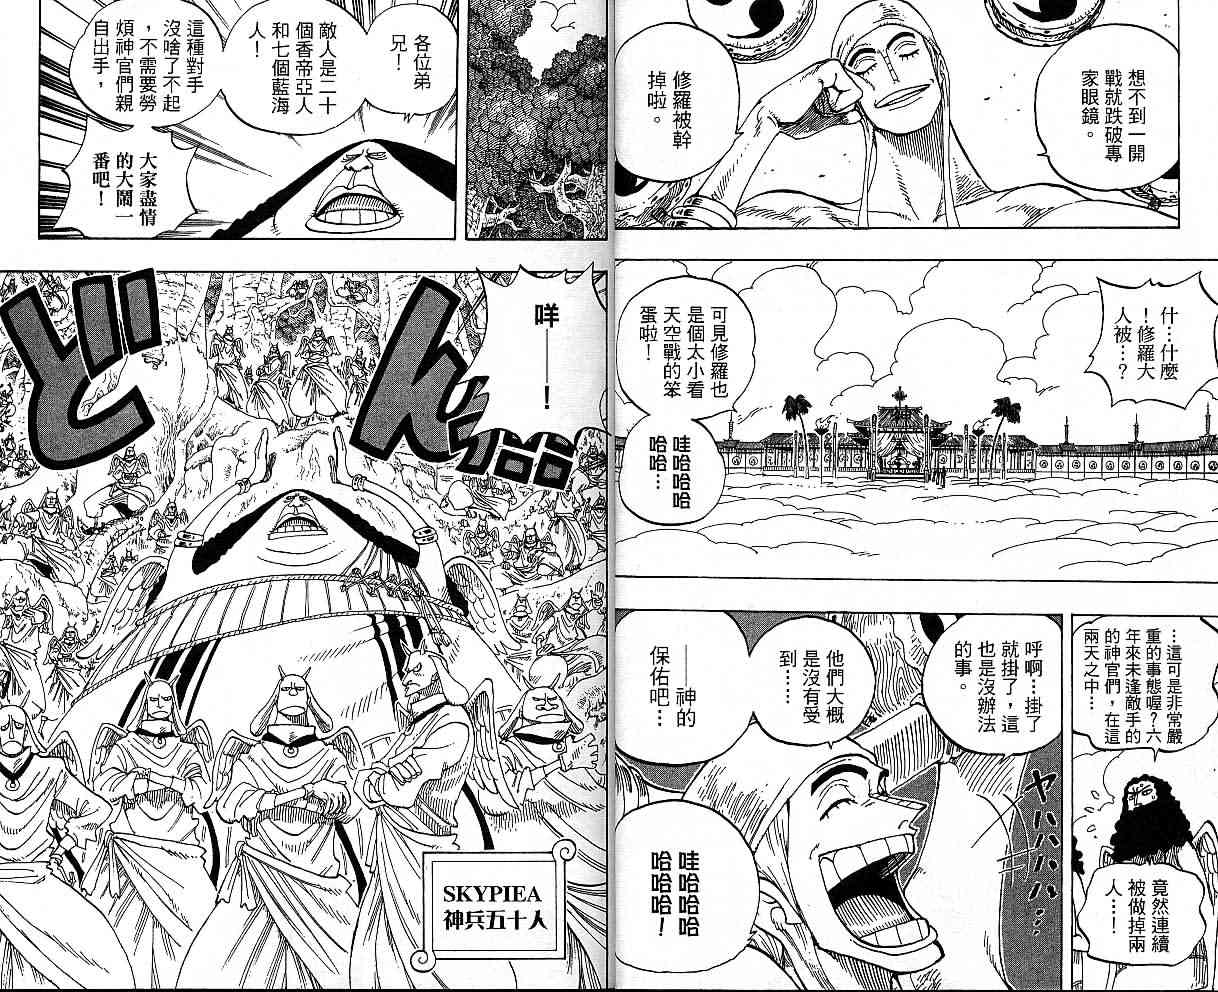 想不到一開
戰就跌破專
家眼鏡。
修羅被幹
掉啦。
什…什麼
！修羅大
人被…？
可見修羅也
是個太小看
天空戰的笨
蛋啦！
哇哈哈哈
哈哈…
…這可是非常嚴
重的事態喔？六
年來未逢敵手的
的神官們，在這
兩天之中…
竟然連續
被做掉兩
人…！
呼啊…掛了
就掛了，這
也是沒辦法
的事。
他們大概
是沒有受
到……
──神的
保佑吧…
ヤハハハハ…
哇哈哈哈哈
哈哈哈哈！
各位弟
兄！
敵人是二十
個香帝亞人
和七個藍海
人！
這種對手
沒啥了不起
，不需要勞
煩神官們親
自出手，
大家盡情
的大鬧一
番吧！
咩──！
どん
SKYPIEA
神兵五十人